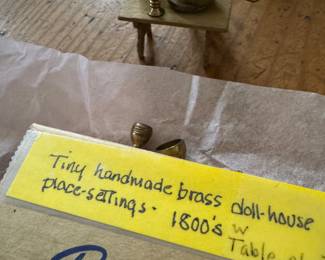 Tiny handmade brass doll-house
place-settings. 1800's w
Table